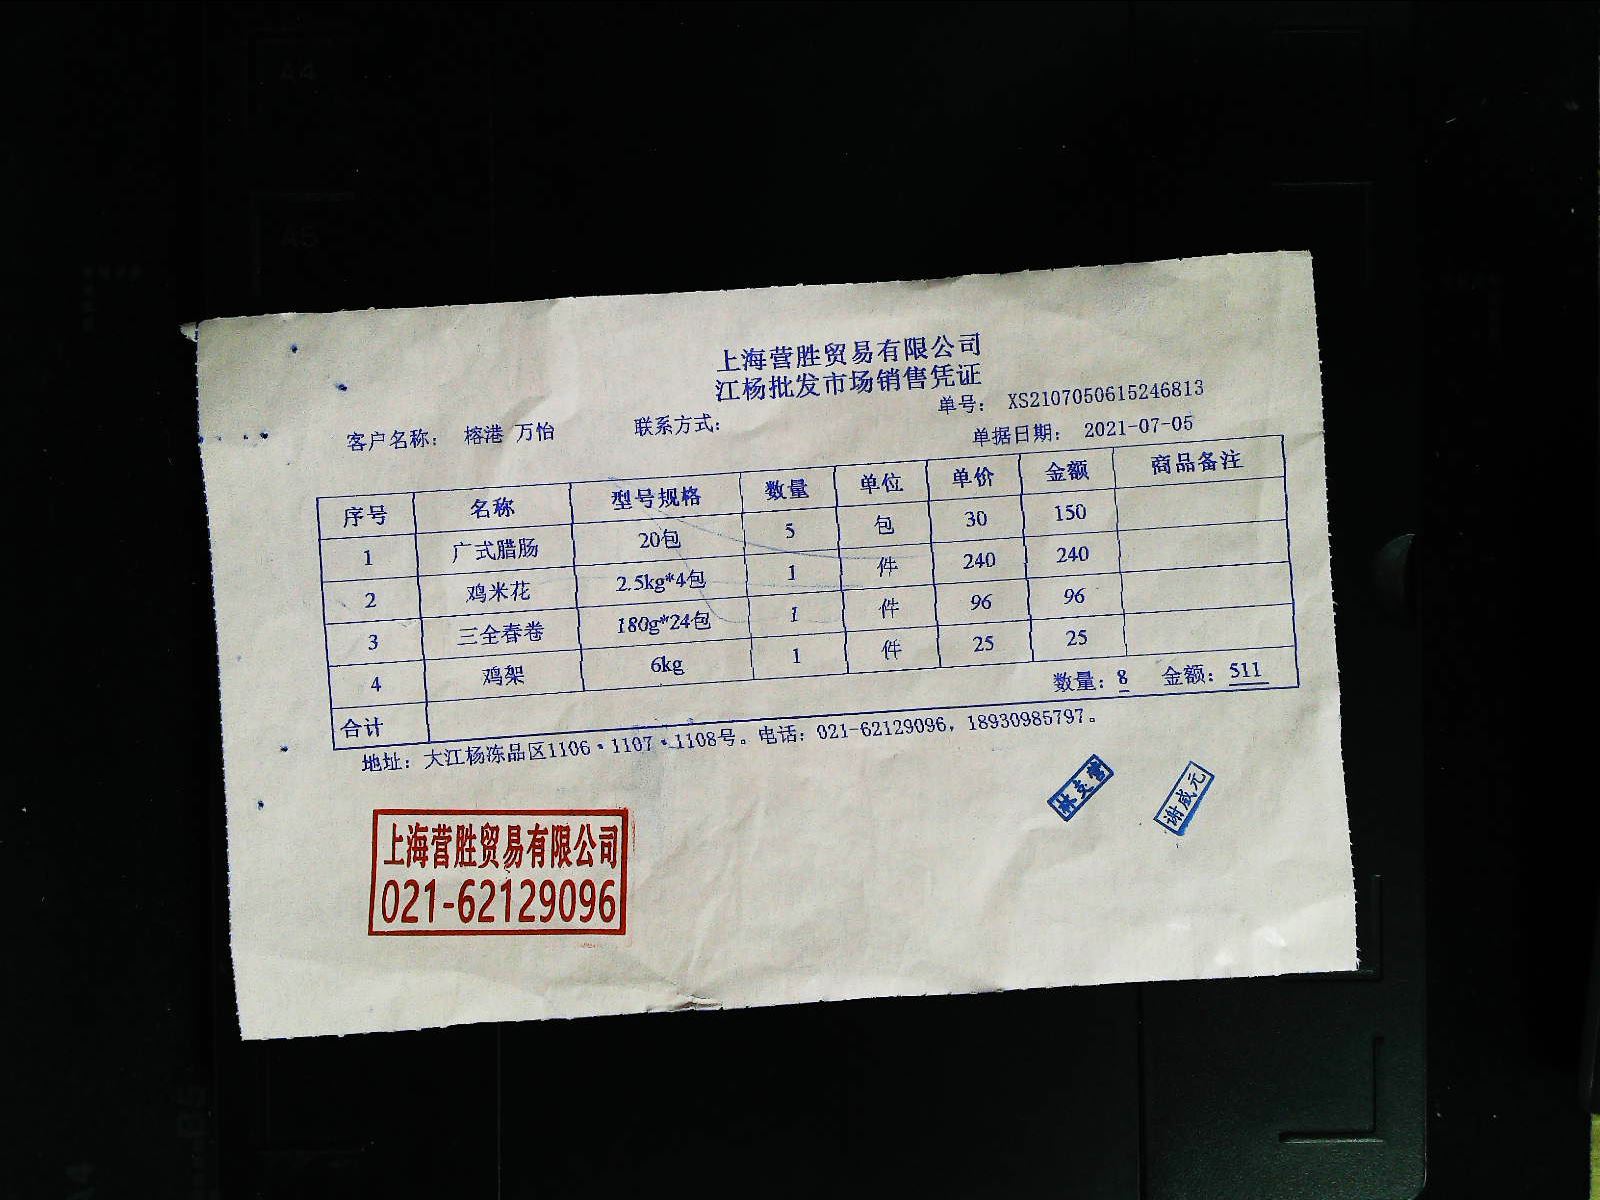 上海营胜贸易有限公司
江杨批发市场销售凭证
单号： XS2107050615246813
客户名称： 榕港 万怡 联系方式： 单据日期： 2021-07-05
序号 名称 型号规格 数量 单位 单价 金额 商品备注
1 广式腊肠 20包 5 包 30 150
2 鸡米花 2.5kg*4包 1 件 240 240
3 三全春卷 180g*24包 1 件 96 96
4 鸡架 6kg 1 件 25 25
合计 数量：8 金额：511
地址：大江杨冻品区1106·1107·1108号。电话：021-62129096，18930985797。
谢咸元
上海营胜贸易有限公司
021-62129096
A4
A5